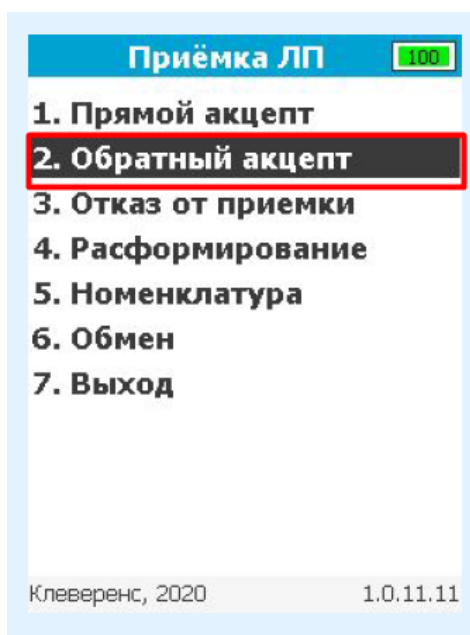 Приёмка ЛП
100
1. Прямой акцепт
2. Обратный акцепт
3. Отказ от приемки
4. Расформирование
5. Номенклатура
6. Обмен
7. Выход
Клеверенс, 2020 1.0.11.11